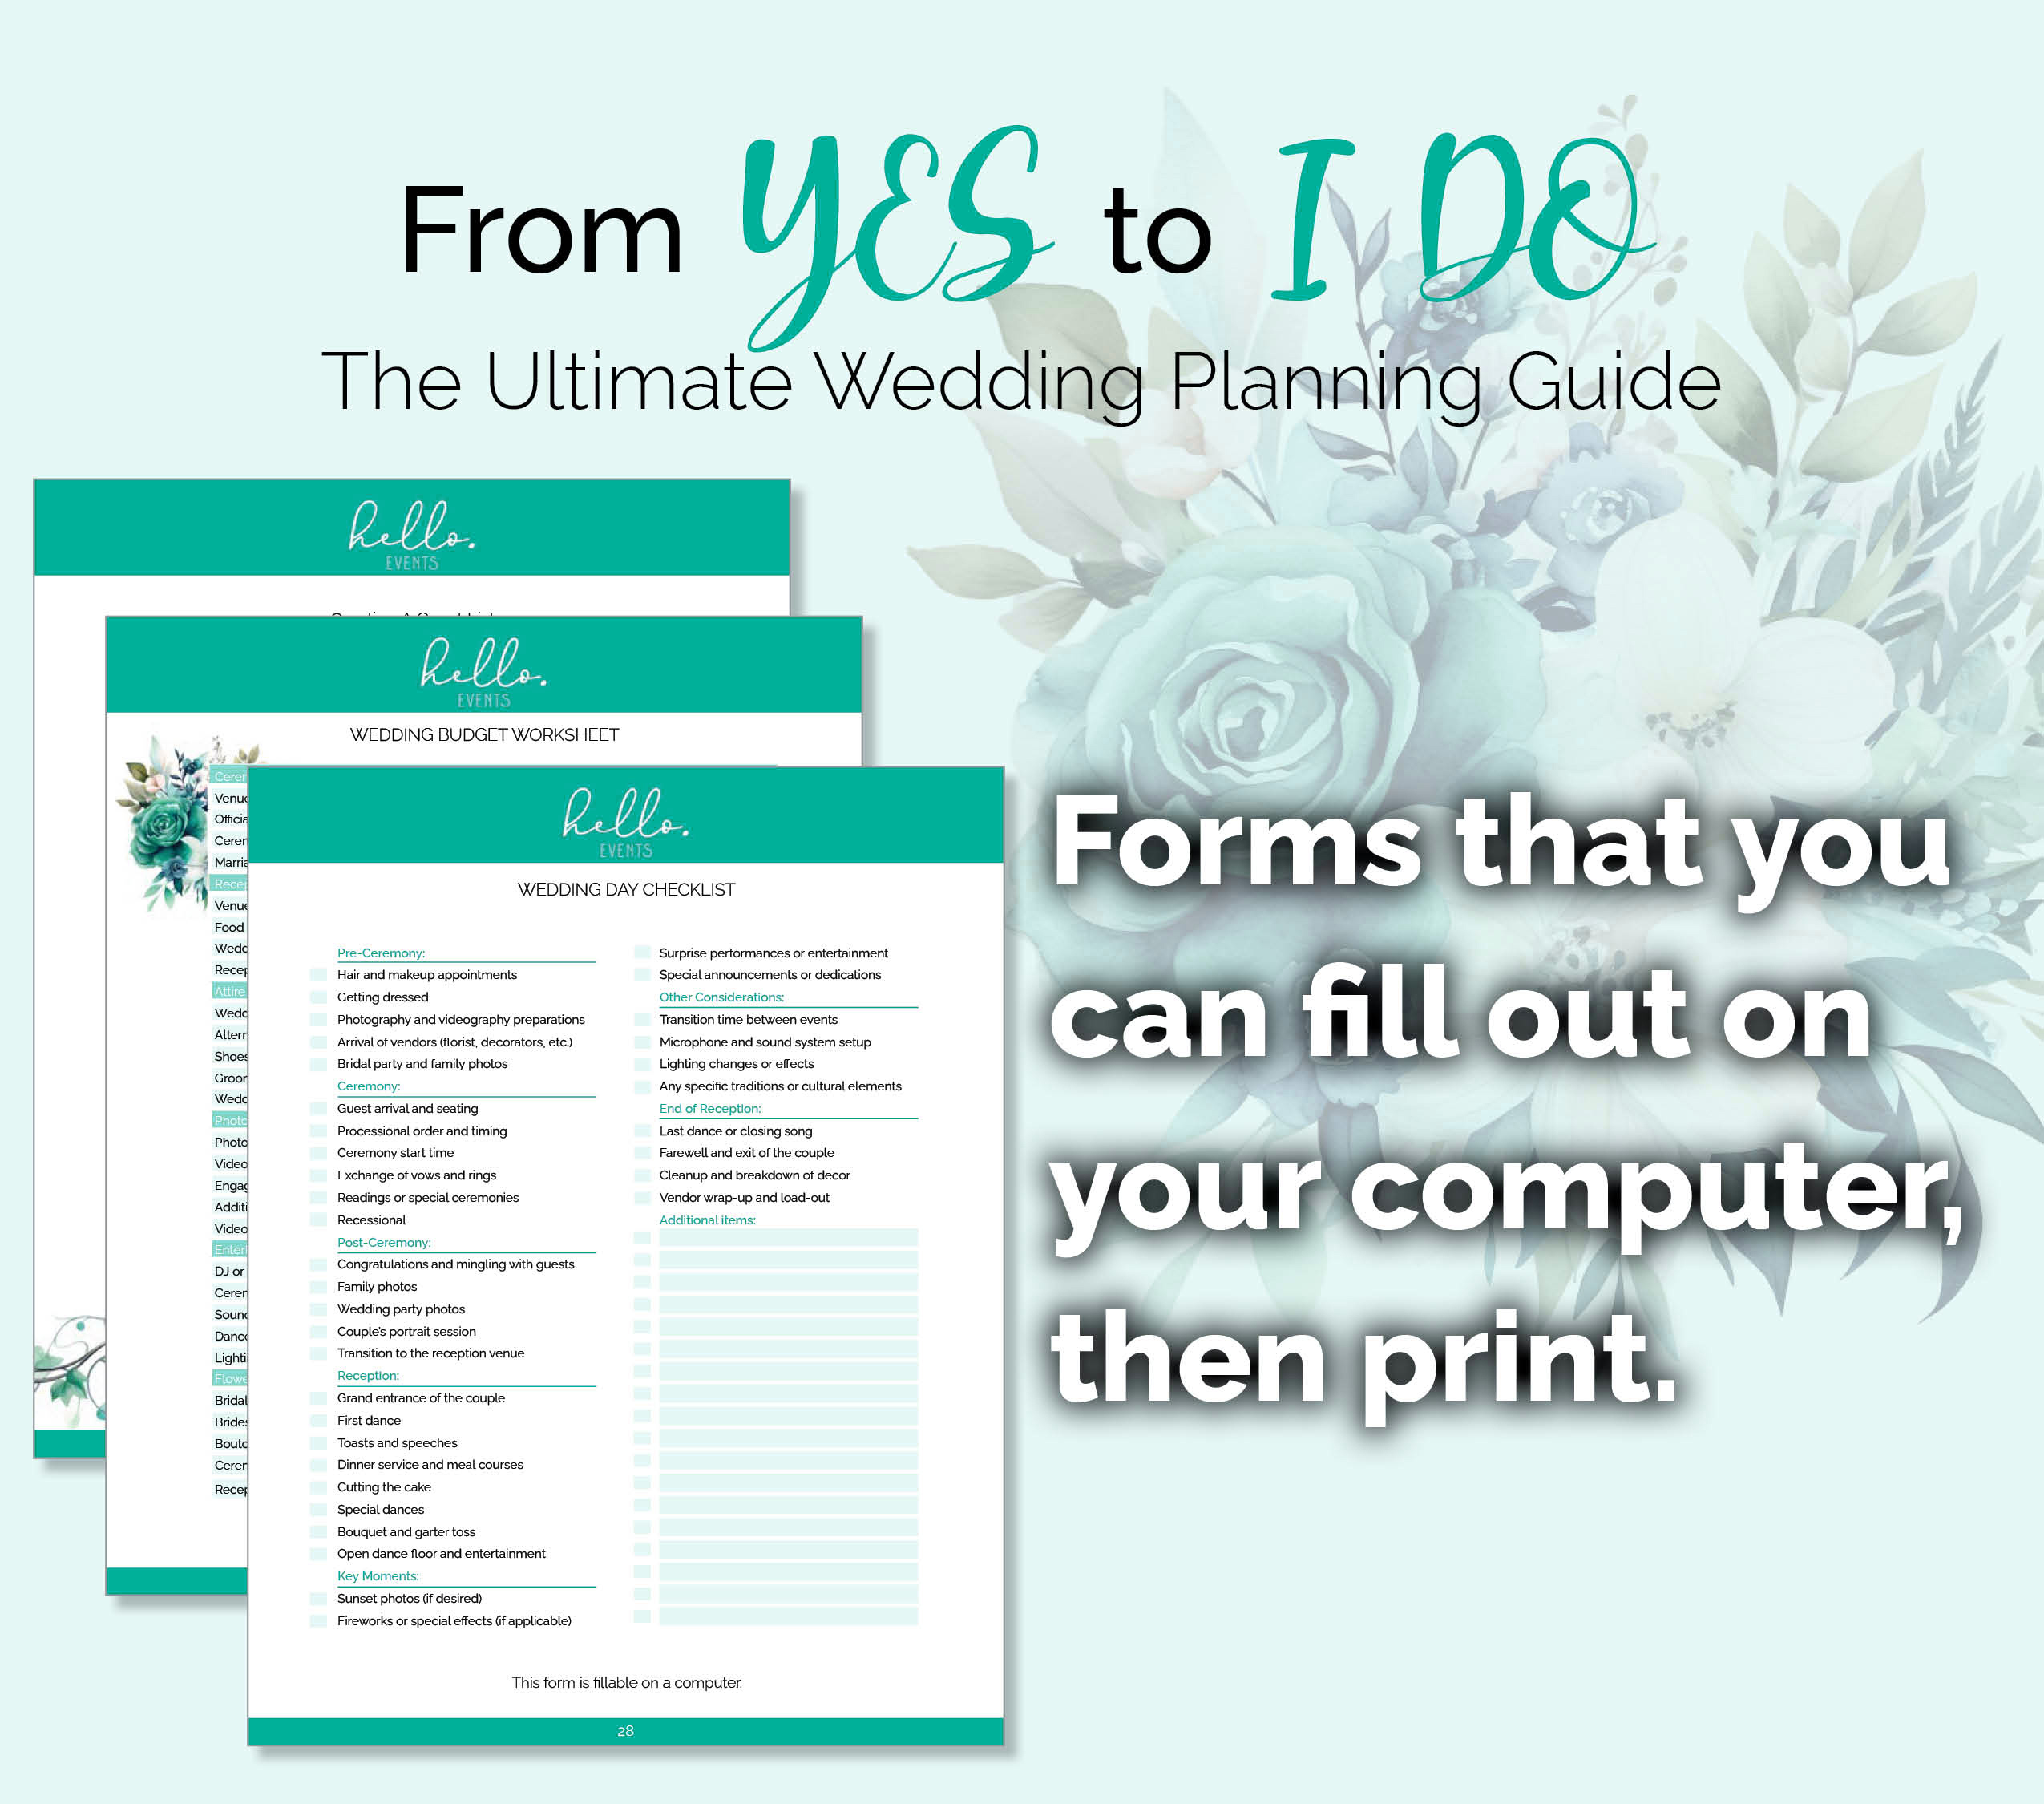 From YES to I DO
The Ultimate Wedding Planning Guide
hello.
EVENTS
hello.
EVENTS
WEDDING BUDGET WORKSHEET
Venue
Food
DJ or
hello.
EVENTS
WEDDING DAY CHECKLIST
Pre-Ceremony:
Hair and makeup appointments
Getting dressed
Photography and videography preparations
Arrival of vendors (florist, decorators, etc.)
Bridal party and family photos
Ceremony:
Guest arrival and seating
Processional order and timing
Ceremony start time
Exchange of vows and rings
Readings or special ceremonies
Recessional
Post-Ceremony:
Congratulations and mingling with guests
Family photos
Wedding party photos
Couple's portrait session
Transition to the reception venue
Reception:
Grand entrance of the couple
First dance
Toasts and speeches
Dinner service and meal courses
Cutting the cake
Special dances
Bouquet and garter toss
Open dance floor and entertainment
Key Moments:
Sunset photos (if desired)
Fireworks or special effects (if applicable)
Surprise performances or entertainment
Special announcements or dedications
Other Considerations:
Transition time between events
Microphone and sound system setup
Lighting changes or effects
Any specific traditions or cultural elements
End of Reception:
Last dance or closing song
Farewell and exit of the couple
Cleanup and breakdown of decor
Vendor wrap-up and load-out
Additional items:
This form is fillable on a computer.
28
Forms that you
can fill out on
your computer,
then print.